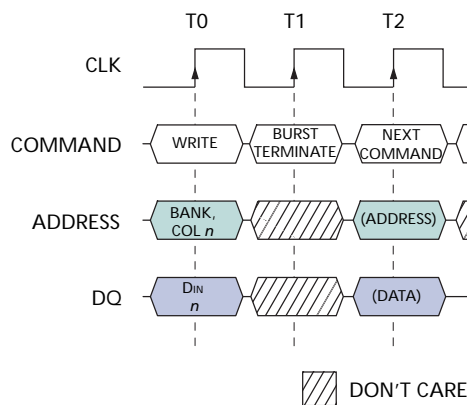 T0 T1 T2
CLK
COMMAND WRITE BURST TERMINATE NEXT COMMAND
ADDRESS BANK, COL n (ADDRESS)
DQ DIN n (DATA)
DON'T CARE